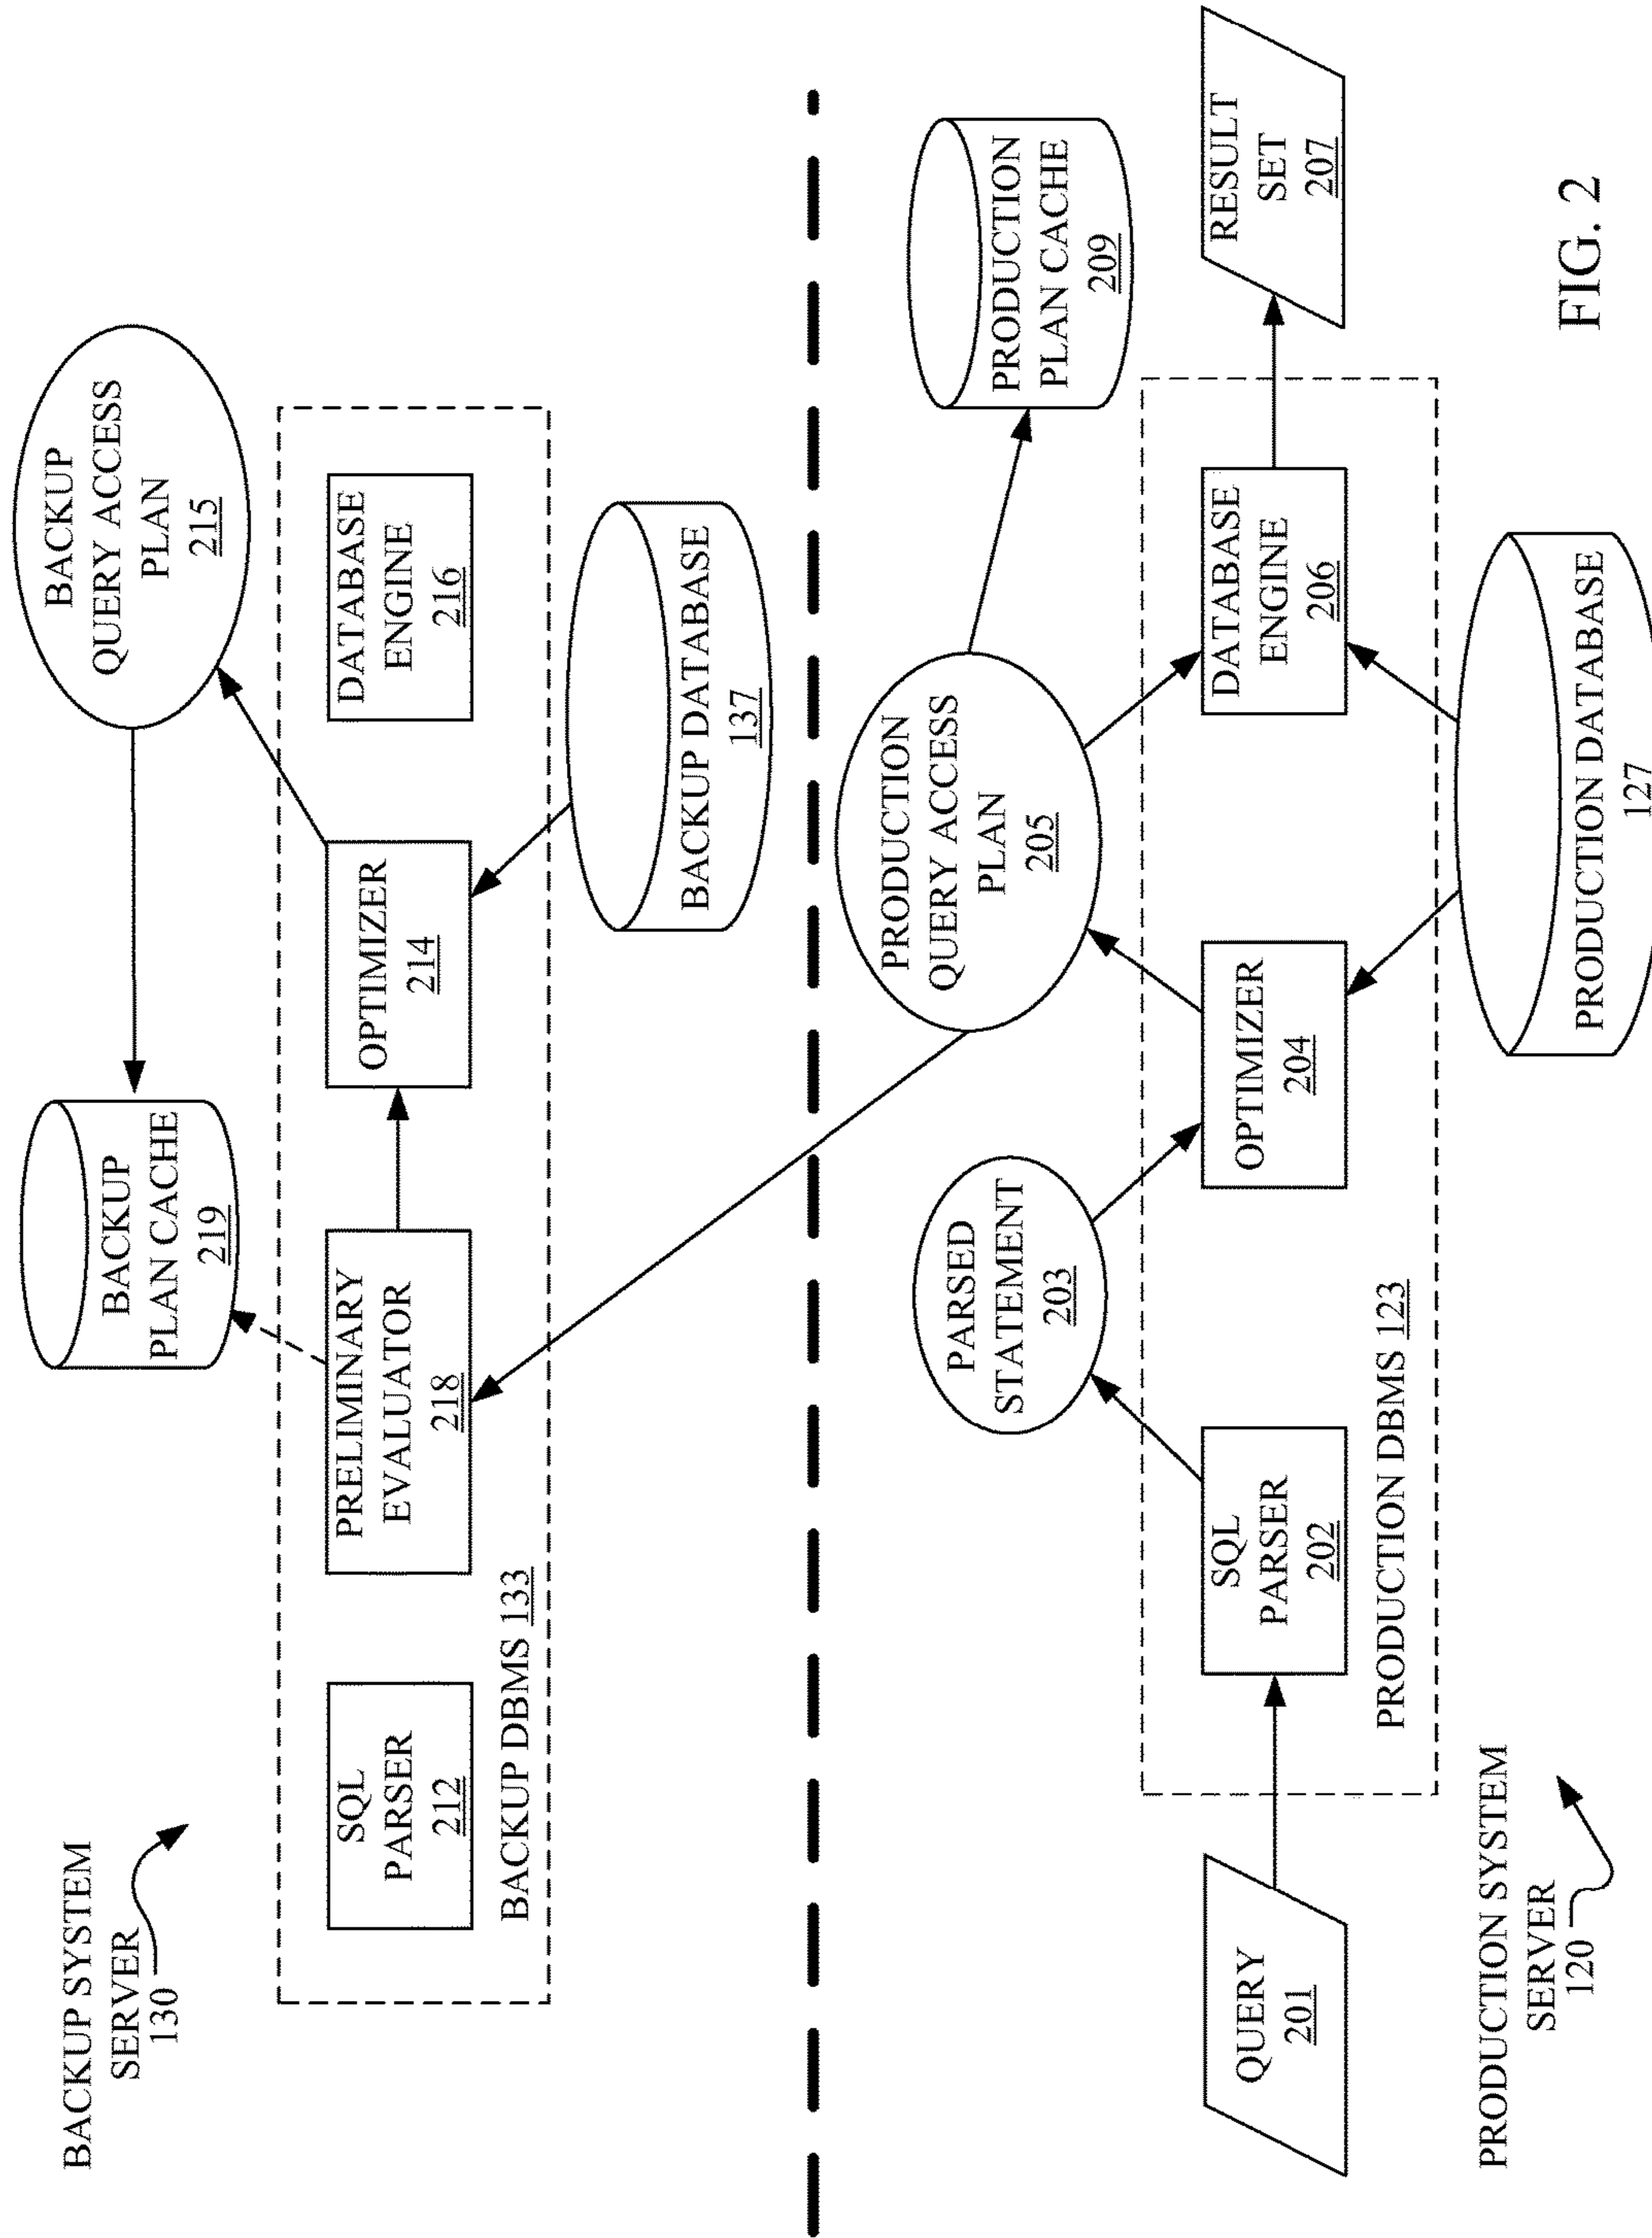 BACKUP SYSTEM
SERVER
130
BACKUP
PLAN CACHE
219
BACKUP
QUERY ACCESS
PLAN
215
SQL
PARSER
212
PRELIMINARY
EVALUATOR
218
OPTIMIZER
214
DATABASE
ENGINE
216
BACKUP DBMS 133
BACKUP DATABASE
137
PRODUCTION
QUERY ACCESS
PLAN
205
PARSED
STATEMENT
203
PRODUCTION
PLAN CACHE
209
QUERY
201
SQL
PARSER
202
OPTIMIZER
204
DATABASE
ENGINE
206
RESULT
SET
207
PRODUCTION DBMS 123
PRODUCTION SYSTEM
SERVER
120
PRODUCTION DATABASE
127
FIG. 2